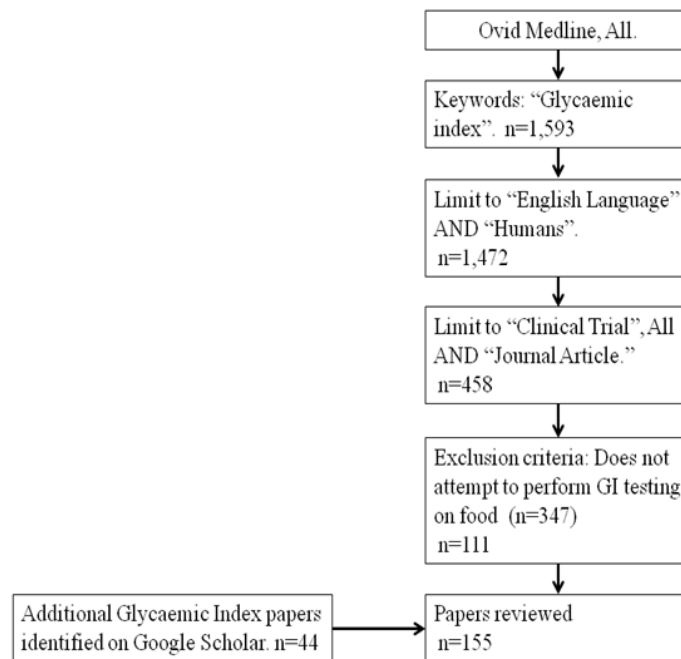 Ovid Medline, All.
Keywords: “Glycaemic
index”. n=1,593
Limit to “English Language”
AND “Humans”.
n=1,472
Limit to “Clinical Trial”, All
AND “Journal Article.”
n=458
Exclusion criteria: Does not
attempt to perform GI testing
on food (n=347)
n=111
Additional Glycaemic Index papers
identified on Google Scholar. n=44
Papers reviewed
n=155